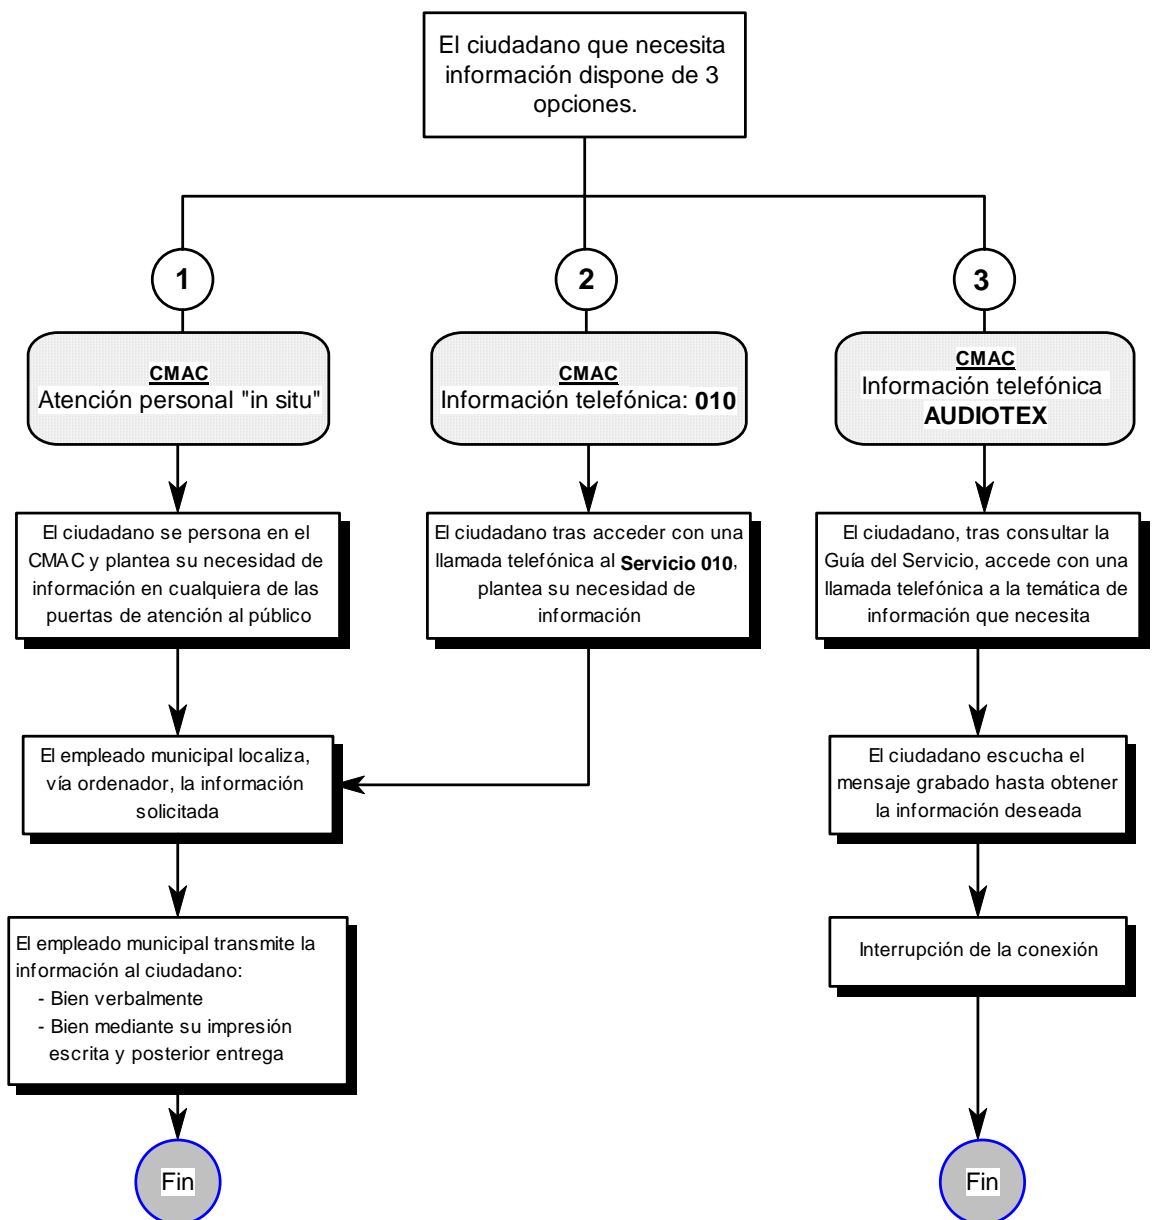 El ciudadano que necesita
información dispone de 3
opciones.
1
2
3
CMAC
Atención personal "in situ"
CMAC
Información telefónica: 010
CMAC
Información telefónica
AUDIOTEX
El ciudadano se persona en el
CMAC y plantea su necesidad de
información en cualquiera de las
puertas de atención al público
El ciudadano tras acceder con una
llamada telefónica al Servicio 010,
plantea su necesidad de
información
El ciudadano, tras consultar la
Guía del Servicio, accede con una
llamada telefónica a la temática de
información que necesita
El empleado municipal localiza,
vía ordenador, la información
solicitada
El ciudadano escucha el
mensaje grabado hasta obtener
la información deseada
El empleado municipal transmite la
información al ciudadano:
- Bien verbalmente
- Bien mediante su impresión
escrita y posterior entrega
Interrupción de la conexión
Fin
Fin